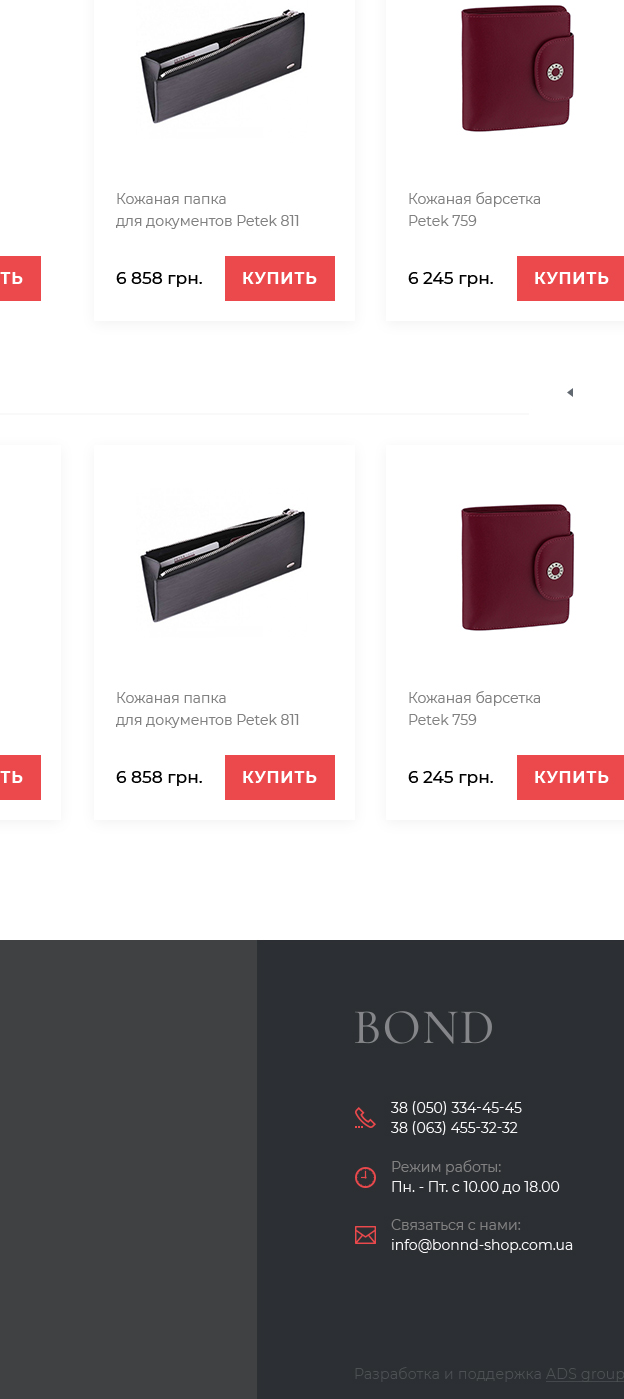 Кожаная папка
для документов Petek 811
Кожаная барсетка
Petek 759
ТЬ
6 858 грн.
КУПИТЬ
6 245 грн.
КУПИТЬ
Кожаная папка
для документов Petek 811
Кожаная барсетка
Petek 759
ТЬ
6 858 грн.
КУПИТЬ
6 245 грн.
КУПИТЬ
BOND
38 (050) 334-45-45
38 (063) 455-32-32
Режим работы:
Пн. - Пт. с 10.00 до 18.00
Связаться с нами:
info@bonnd-shop.com.ua
Разработка и поддержка ADS group